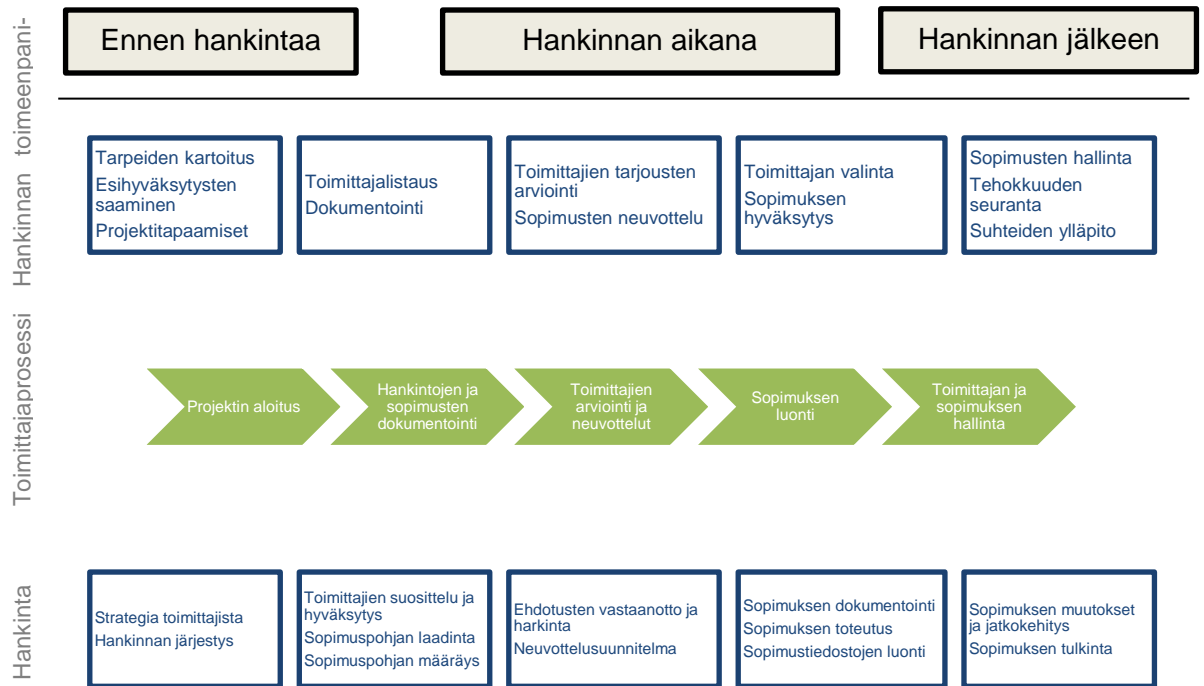 Ennen hankintaa
Hankinnan aikana
Hankinnan jälkeen
Hankinnan toimeenpani-
Tarpeiden kartoitus
Esihyväksytysten
saaminen
Projektitapaamiset
Toimittajalistaus
Dokumentointi
Toimittajien tarjousten
arviointi
Sopimusten neuvottelu
Toimittajan valinta
Sopimuksen
hyväksytys
Sopimusten hallinta
Tehokkuuden
seuranta
Suhteiden ylläpito
Toimittajaprosessi
Projektin aloitus
Hankintojen ja
sopimusten
dokumentointi
Toimittajien
arviointi ja
neuvottelut
Sopimuksen
luonti
Toimittajan ja
sopimuksen
hallinta
Hankinta
Strategia toimittajista
Hankinnan järjestys
Toimittajien suosittelu ja
hyväksytys
Sopimuspohjan laadinta
Sopimuspohjan määräys
Ehdotusten vastaanotto ja
harkinta
Neuvottelusuunnitelma
Sopimuksen dokumentointi
Sopimuksen toteutus
Sopimustiedostojen luonti
Sopimuksen muutokset
ja jatkokehitys
Sopimuksen tulkinta